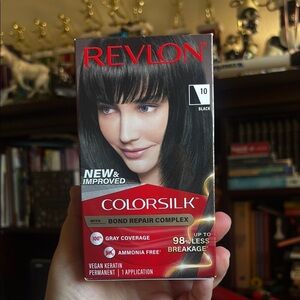 REVLON
10
BLACK
NEW &
IMPROVED
COLORSILK
WITH BOND REPAIR COMPLEX
100% GRAY COVERAGE
AMMONIA FREE
UP TO
98% LESS
BREAKAGE
VEGAN KERATIN
PERMANENT | 1 APPLICATION